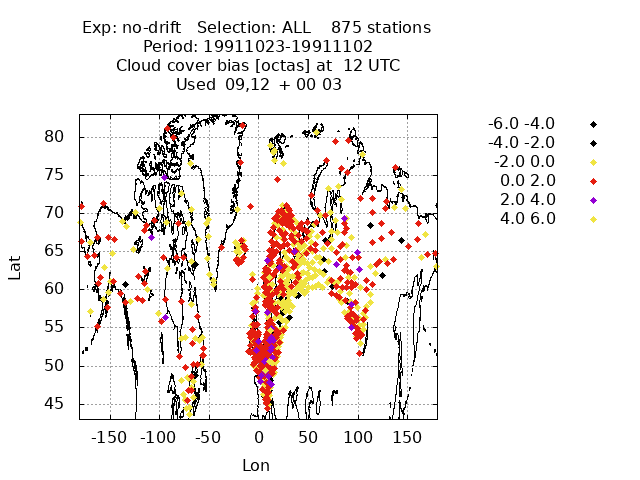 Exp: no-drift Selection: ALL 875 stations
Period: 19911023-19911102
Cloud cover bias [octas] at 12 UTC
Used 09,12 + 00 03
-6.0 -4.0
-4.0 -2.0
-2.0 0.0
0.0 2.0
2.0 4.0
4.0 6.0
80
75
70
65
60
55
50
45
Lat
-150 -100 -50 0 50 100 150
Lon